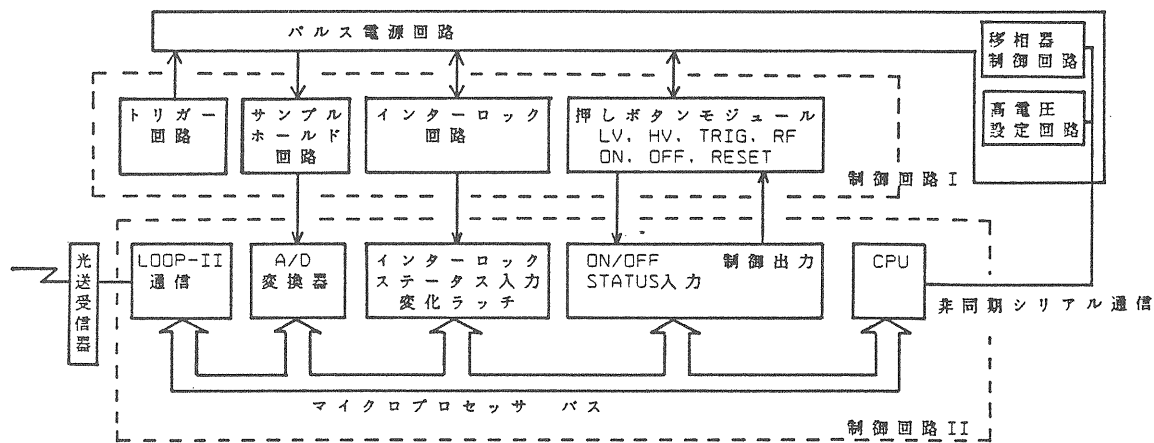 パルス電源回路
移相器
制御回路
高電圧
設定回路
トリガー
回路
サンプル
ホールド
回路
インターロック
回路
押しボタンモジュール
LV, HV, TRIG, RF
ON, OFF, RESET
制御回路I
光送受信器
LOOP-II
通信
A/D
変換器
インターロック
ステータス入力
変化ラッチ
ON/OFF
STATUS入力
制御出力
CPU
非同期シリアル通信
マイクロプロセッサ バス
制御回路II